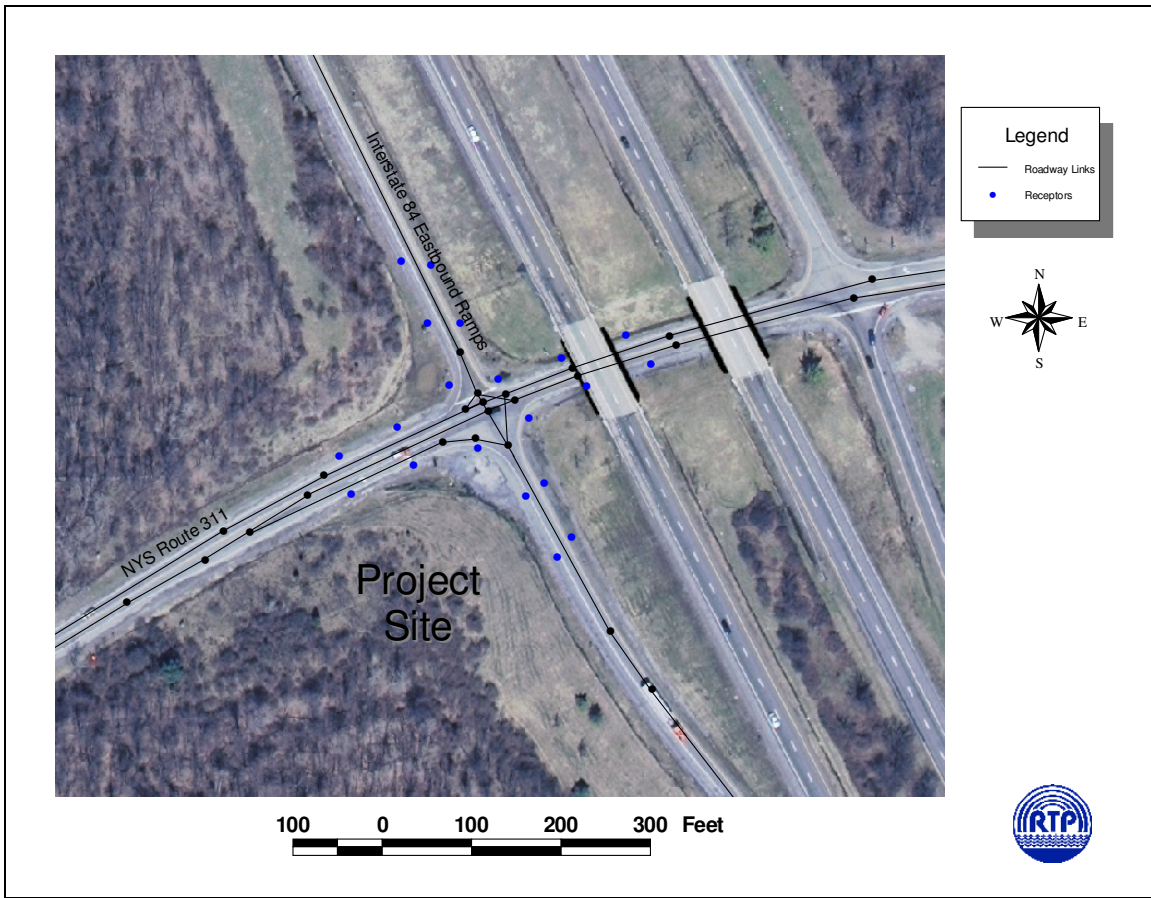 Interstate 84 Eastbound Ramps
Legend
Roadway Links
Receptors
N
W
E
S
NYS Route 311
Project
Site
100 0 100 200 300 Feet
RTP